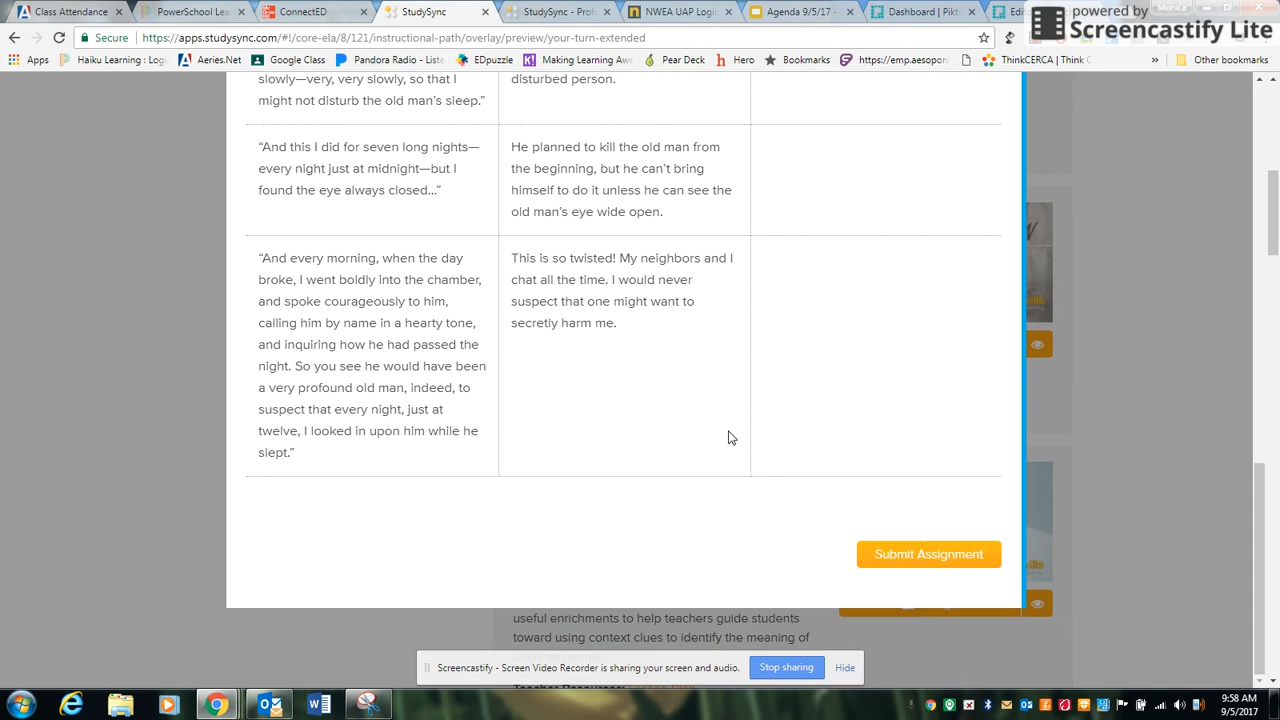 Class Attendance
PowerSchool Lea
ConnectED
StudySync
StudySync - Prof
NWEA UAP Login
Agenda 9/5/17
Dashboard | Pikt
Edi
Monica
powered by
Screencastify Lite
Secure
https://apps.studysync.com/#!/core-
review/your-turn-extended
Apps
Haiku Learning : Log
Aeries.Net
Google Class
Pandora Radio - Liste
EDpuzzle
Making Learning Awe
Pear Deck
Hero
Bookmarks
https://emp.aesopon
ThinkCERCA | Think C
»
Other bookmarks
slowly—very, very slowly, so that I
might not disturb the old man's sleep."
disturbed person.
“And this I did for seven long nights—
every night just at midnight—but I
found the eye always closed...”
He planned to kill the old man from
the beginning, but he can’t bring
himself to do it unless he can see the
old man’s eye wide open.
“And every morning, when the day
broke, I went boldly into the chamber,
and spoke courageously to him,
calling him by name in a hearty tone,
and inquiring how he had passed the
night. So you see he would have been
a very profound old man, indeed, to
suspect that every night, just at
twelve, I looked in upon him while he
slept.”
This is so twisted! My neighbors and I
chat all the time. I would never
suspect that one might want to
secretly harm me.
Submit Assignment
useful enrichments to help teachers guide students
toward using context clues to identify the meaning of
Screencastify - Screen Video Recorder is sharing your screen and audio.
Stop sharing
Hide
9:58 AM
9/5/2017